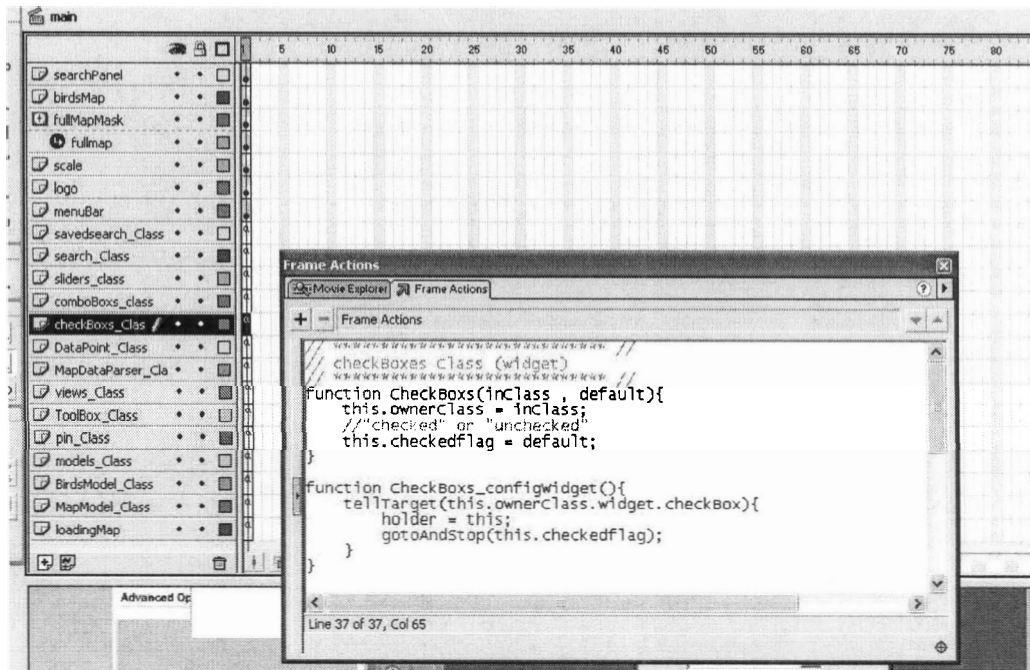 main
1 5 10 15 20 25 30 35 40 45 50 55 60 65 70 75 80
searchPanel
birdsMap
fullMapMask
fullmap
scale
logo
menuBar
savedsearch_Class
search_Class
sliders_class
comboBoxs_class
checkBoxs_Clas
DataPoint_Class
MapDataParser_Cla
views_Class
ToolBox_Class
pin_Class
models_Class
BirdsModel_Class
MapModel_Class
loadingMap
Frame Actions
Movie Explorer Frame Actions
Frame Actions
// ************************** //
// checkBoxes Class (widget)
// ************************** //
function CheckBoxs(inClass , default){
this.ownerClass = inClass;
//"checked" or "unchecked"
this.checkedflag = default;
}
function CheckBoxs_configwidget(){
tellTarget(this.ownerClass.widget.checkBox){
holder = this;
gotoAndStop(this.checkedflag);
}
}
Line 37 of 37, Col 65
Advanced Op